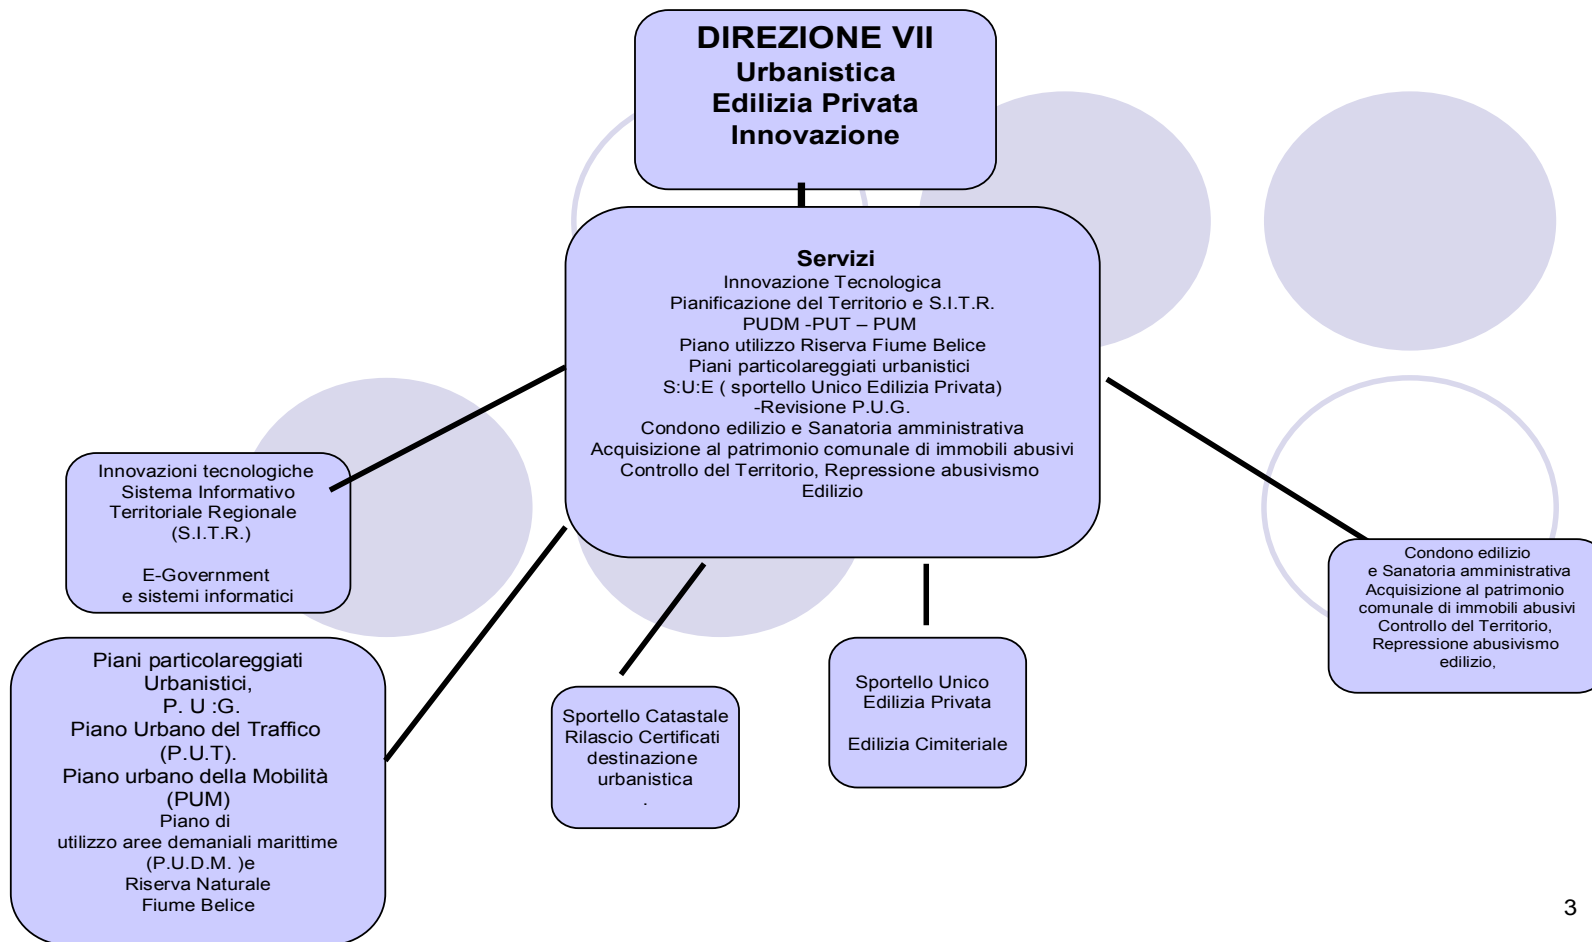 DIREZIONE VII
Urbanistica
Edilizia Privata
Innovazione
Servizi
Innovazione Tecnologica
Pianificazione del Territorio e S.I.T.R.
PUDM -PUT – PUM
Piano utilizzo Riserva Fiume Belice
Piani particolareggiati urbanistici
S:U:E ( sportello Unico Edilizia Privata)
-Revisione P.U.G.
Condono edilizio e Sanatoria amministrativa
Acquisizione al patrimonio comunale di immobili abusivi
Controllo del Territorio, Repressione abusivismo
Edilizio
Innovazioni tecnologiche
Sistema Informativo
Territoriale Regionale
(S.I.T.R.)
E-Government
e sistemi informatici
Piani particolareggiati
Urbanistici,
P. U :G.
Piano Urbano del Traffico
(P.U.T).
Piano urbano della Mobilità
(PUM)
Piano di
utilizzo aree demaniali marittime
(P.U.D.M. )e
Riserva Naturale
Fiume Belice
Sportello Catastale
Rilascio Certificati
destinazione
urbanistica
.
Sportello Unico
Edilizia Privata
Edilizia Cimiteriale
Condono edilizio
e Sanatoria amministrativa
Acquisizione al patrimonio
comunale di immobili abusivi
Controllo del Territorio,
Repressione abusivismo
edilizio,
3